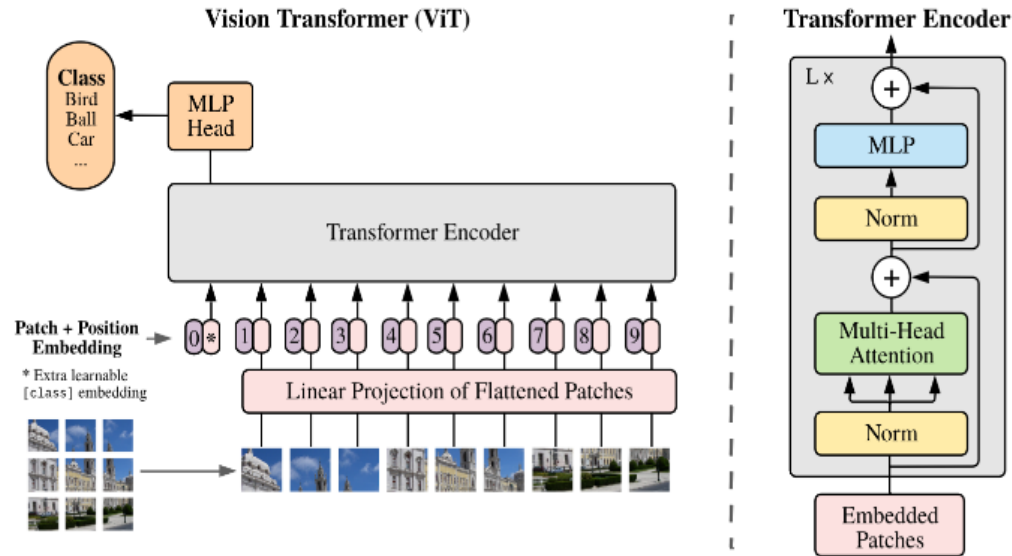 Vision Transformer (ViT)
Class
Bird
Ball
Car
...
MLP
Head
Transformer Encoder
Patch + Position
Embedding
0 * 1 2 3 4 5 6 7 8 9
* Extra learnable
[class] embedding
Linear Projection of Flattened Patches
Transformer Encoder
L x
+
MLP
Norm
+
Multi-Head
Attention
Norm
Embedded
Patches